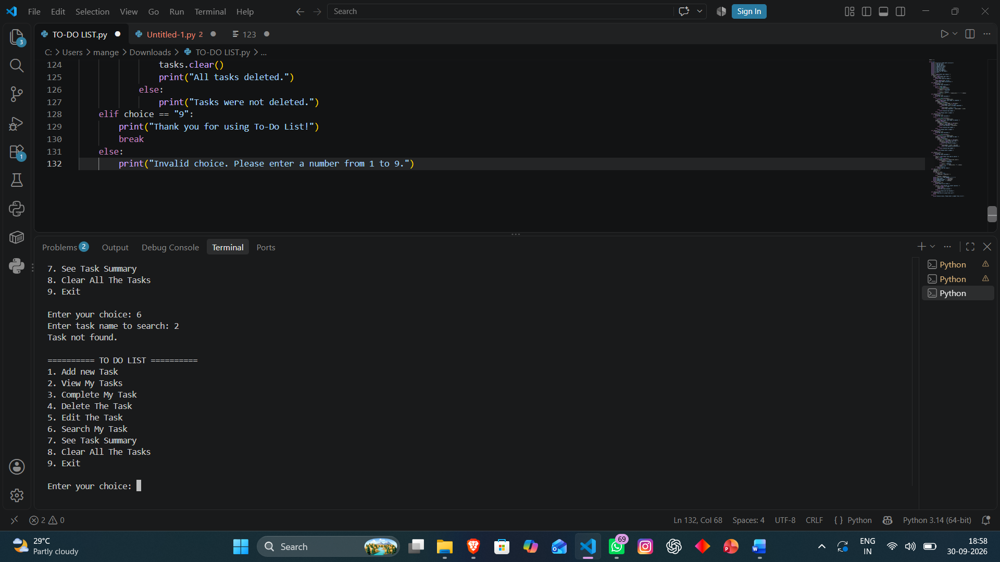 File Edit Selection View Go Run Terminal Help
Search
Sign In
3
TO-DO LIST.py
Untitled-1.py 2
123
C: > Users > mange > Downloads > TO-DO LIST.py > ...
124 tasks.clear()
125 print("All tasks deleted.")
126 else:
127 print("Tasks were not deleted.")
128 elif choice == "9":
129 print("Thank you for using To-Do List!")
130 break
131 else:
132 print("Invalid choice. Please enter a number from 1 to 9.")
1
Problems 2 Output Debug Console Terminal Ports
7. See Task Summary
8. Clear All The Tasks
9. Exit
Enter your choice: 6
Enter task name to search: 2
Task not found.
========== TO DO LIST ==========
1. Add new Task
2. View My Tasks
3. Complete My Task
4. Delete The Task
5. Edit The Task
6. Search My Task
7. See Task Summary
8. Clear All The Tasks
9. Exit
Enter your choice:
Python
Python
Python
2 0
Ln 132, Col 68 Spaces: 4 UTF-8 CRLF { } Python Python 3.14 (64-bit)
29°C
Partly cloudy
Search
69
ENG
IN
18:58
30-09-2026